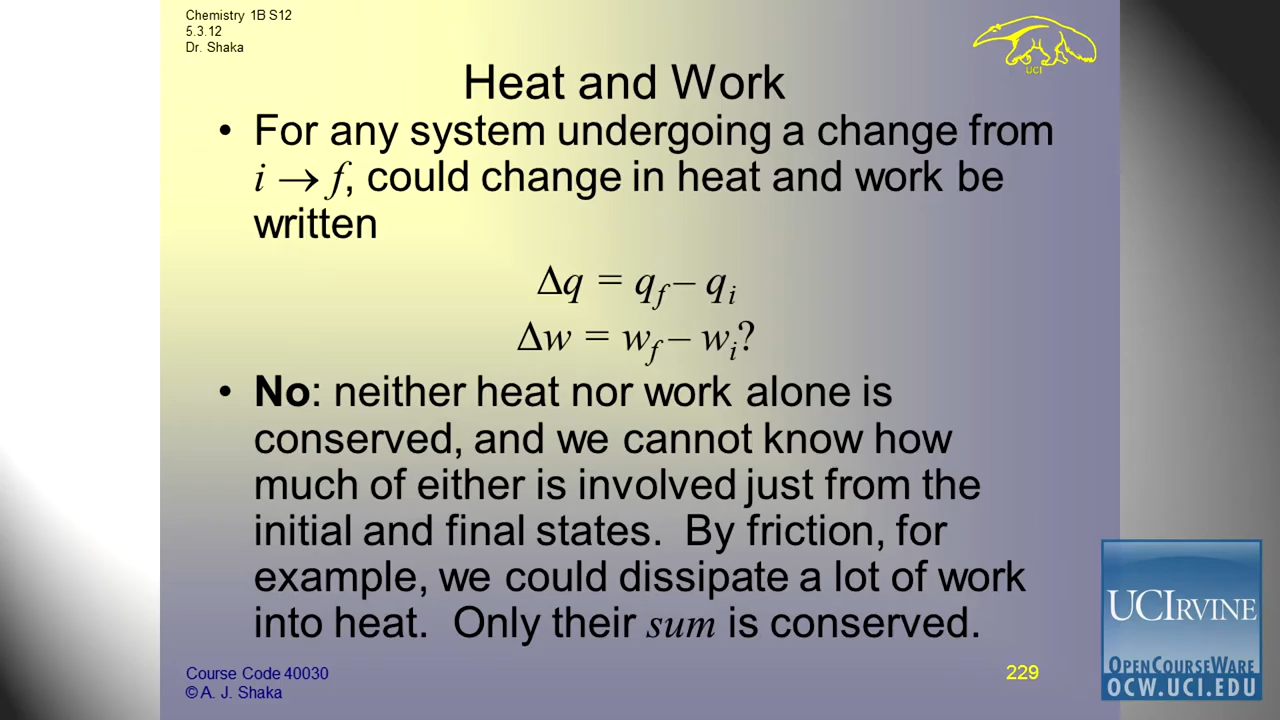 Chemistry 1B S12
5.3.12
Dr. Shaka
UCI
Heat and Work
• For any system undergoing a change from
i → f, could change in heat and work be
written
Δq = q_f – q_i
Δw = w_f – w_i?
• No: neither heat nor work alone is
conserved, and we cannot know how
much of either is involved just from the
initial and final states. By friction, for
example, we could dissipate a lot of work
into heat. Only their sum is conserved.
Course Code 40030
© A. J. Shaka
229
UCIRVINE
OPENCOURSEWARE
OCW.UCI.EDU